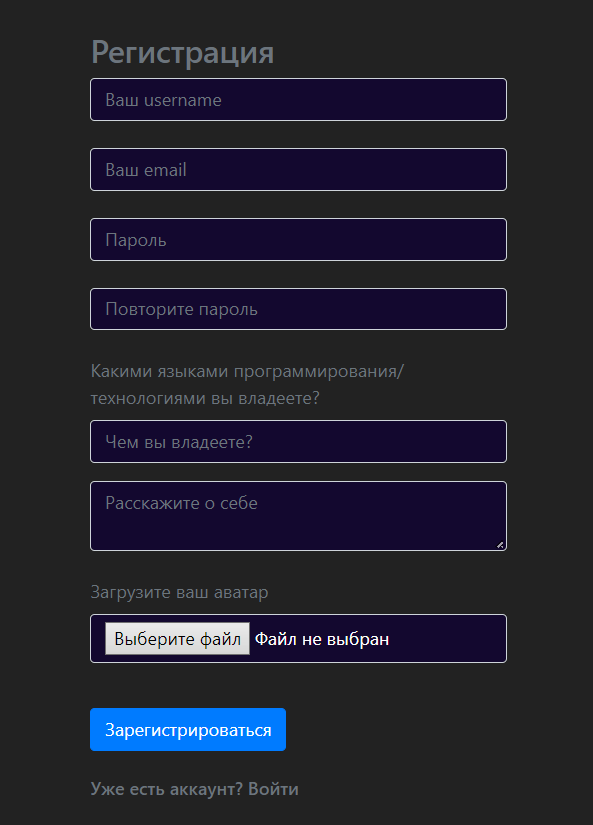 Регистрация
Ваш username
Ваш email
Пароль
Повторите пароль
Какими языками программирования/
технологиями вы владеете?
Чем вы владеете?
Расскажите о себе
Загрузите ваш аватар
Выберите файл Файл не выбран
Зарегистрироваться
Уже есть аккаунт? Войти